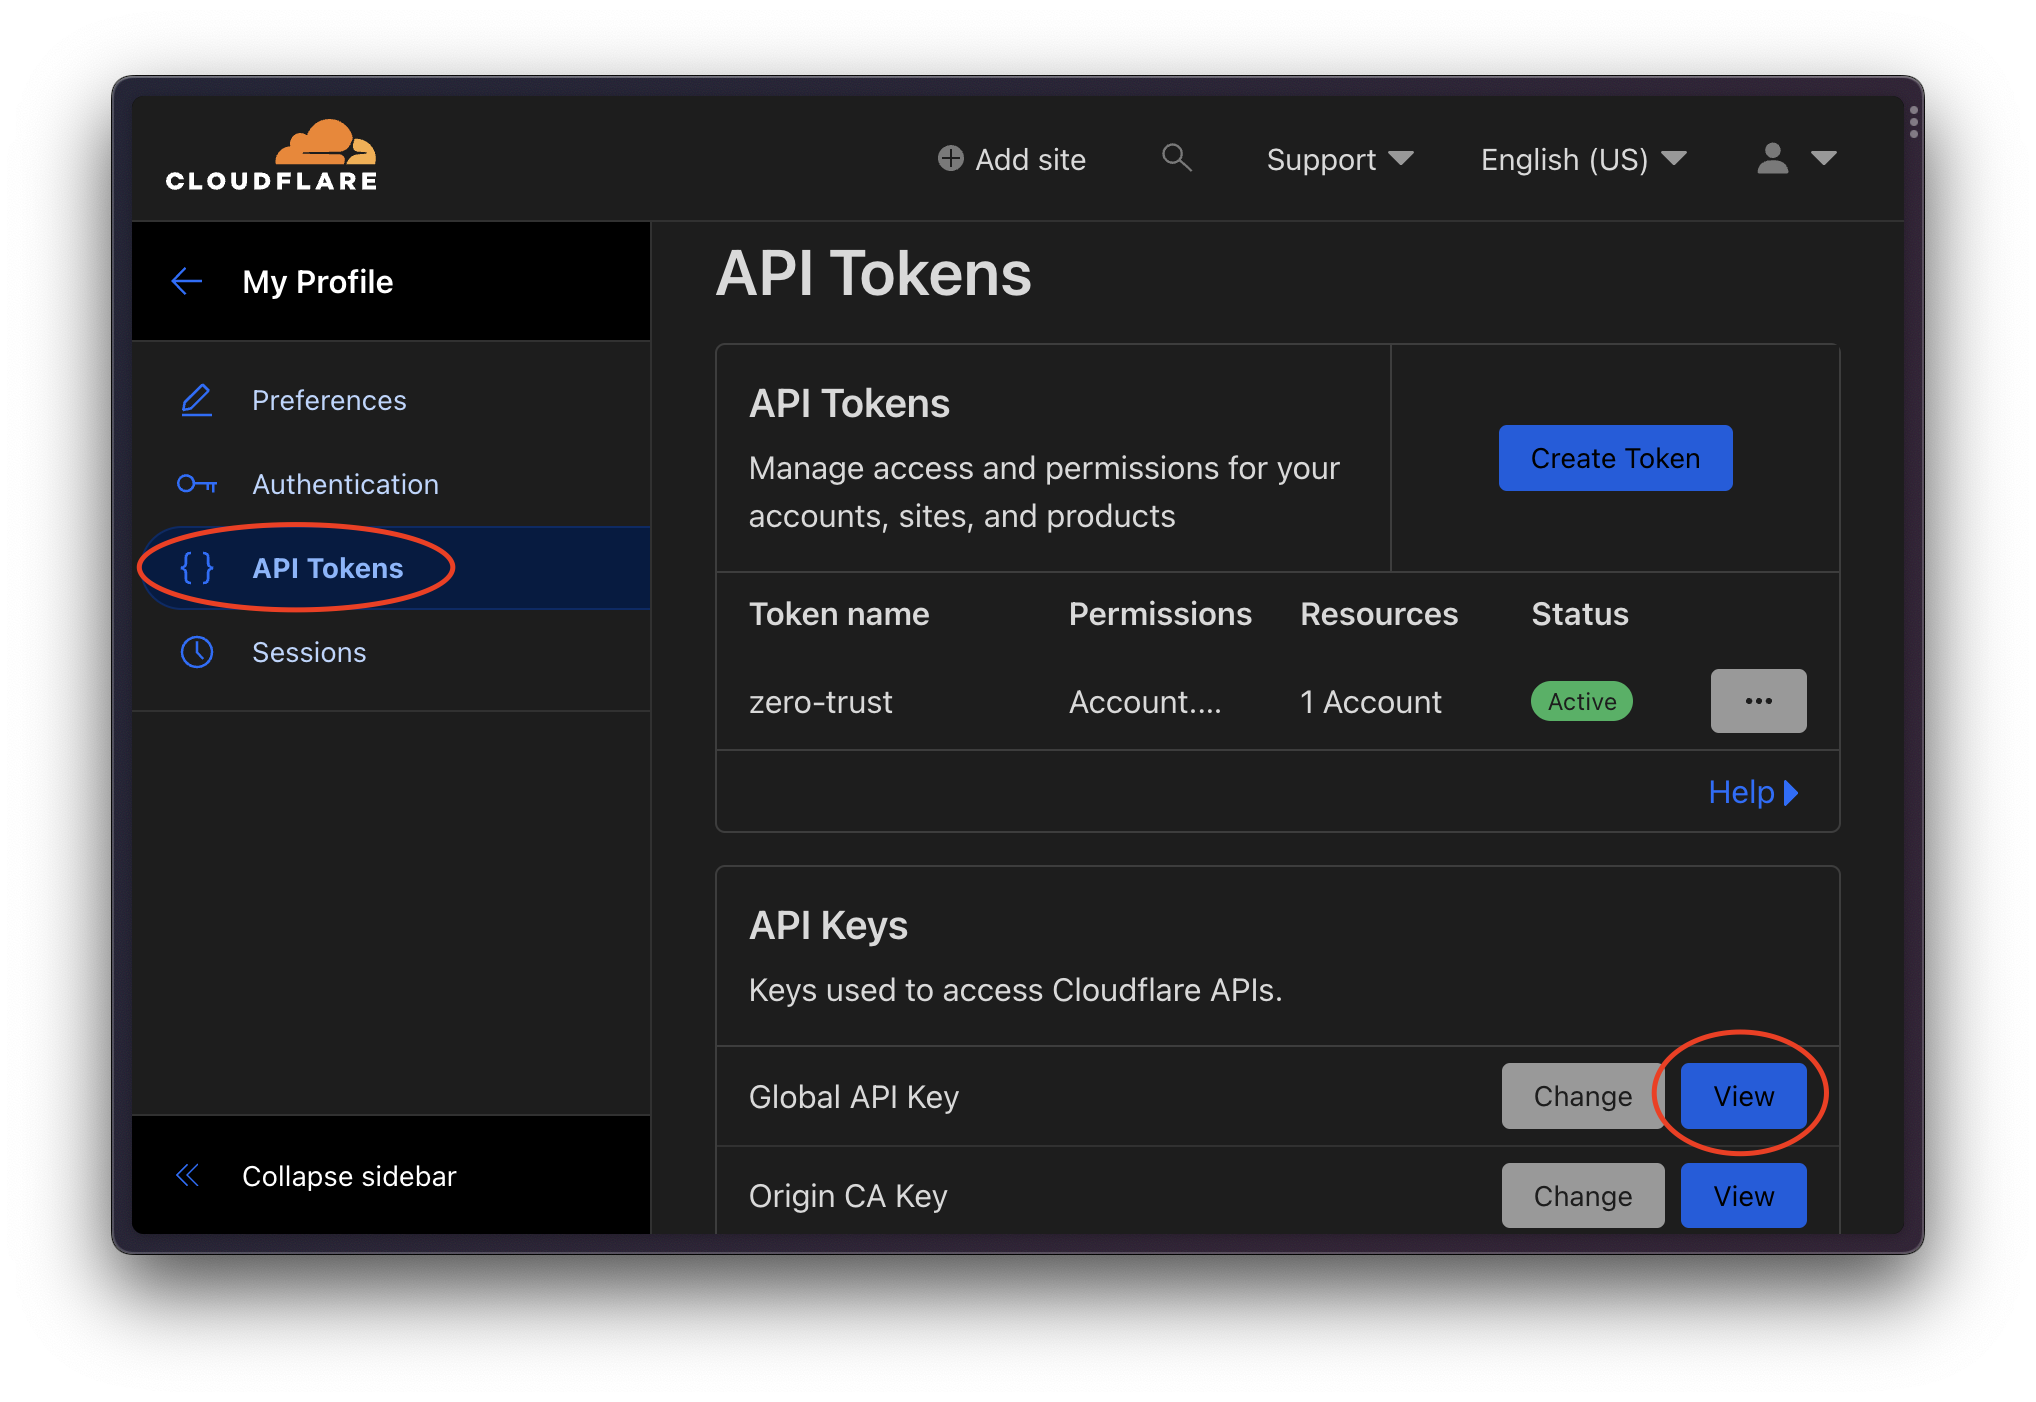 CLOUDFLARE
Add site
Support
English (US)
My Profile
Preferences
Authentication
{ } API Tokens
Sessions
Collapse sidebar
API Tokens
API Tokens
Manage access and permissions for your
accounts, sites, and products
Create Token
Token name Permissions Resources Status
zero-trust Account.... 1 Account Active ...
Help
API Keys
Keys used to access Cloudflare APIs.
Global API Key Change View
Origin CA Key Change View